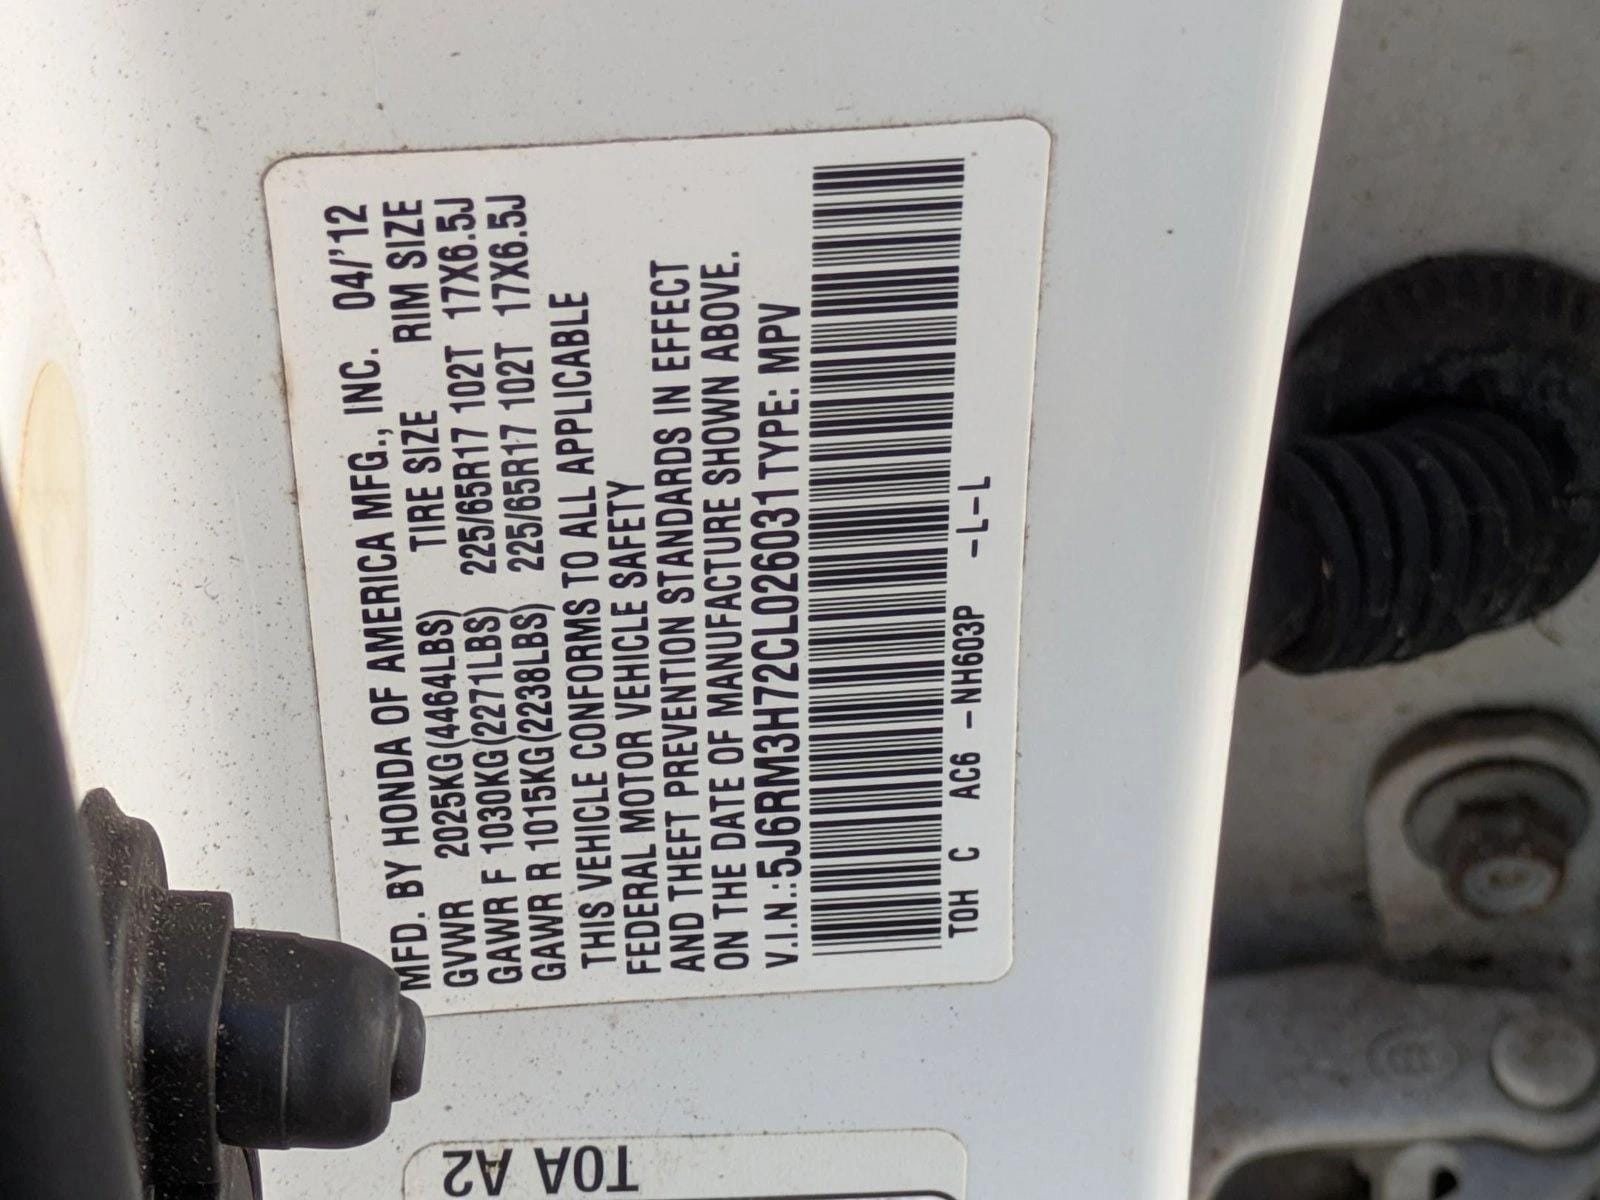 MFD. BY HONDA OF AMERICA MFG., INC. 04/'12
GVWR 2025KG(4464LBS) TIRE SIZE RIM SIZE
GAWR F 1030KG(2271LBS) 225/65R17 102T 17X6.5J
GAWR R 1015KG(2238LBS) 225/65R17 102T 17X6.5J
THIS VEHICLE CONFORMS TO ALL APPLICABLE
FEDERAL MOTOR VEHICLE SAFETY
AND THEFT PREVENTION STANDARDS IN EFFECT
ON THE DATE OF MANUFACTURE SHOWN ABOVE.
V.I.N.:5J6RM3H72CL026031 TYPE: MPV
TOH C AC6 -NH603P -L-L
T0A A2